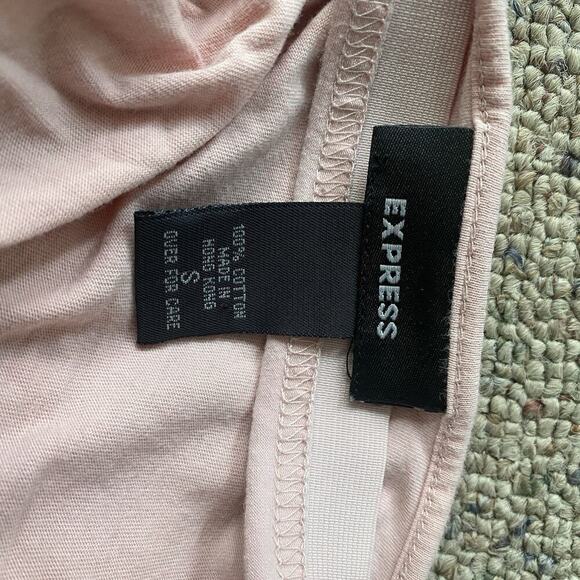 EXPRESS
100% COTTON
MADE IN
HONG KONG
S
OVER FOR CARE